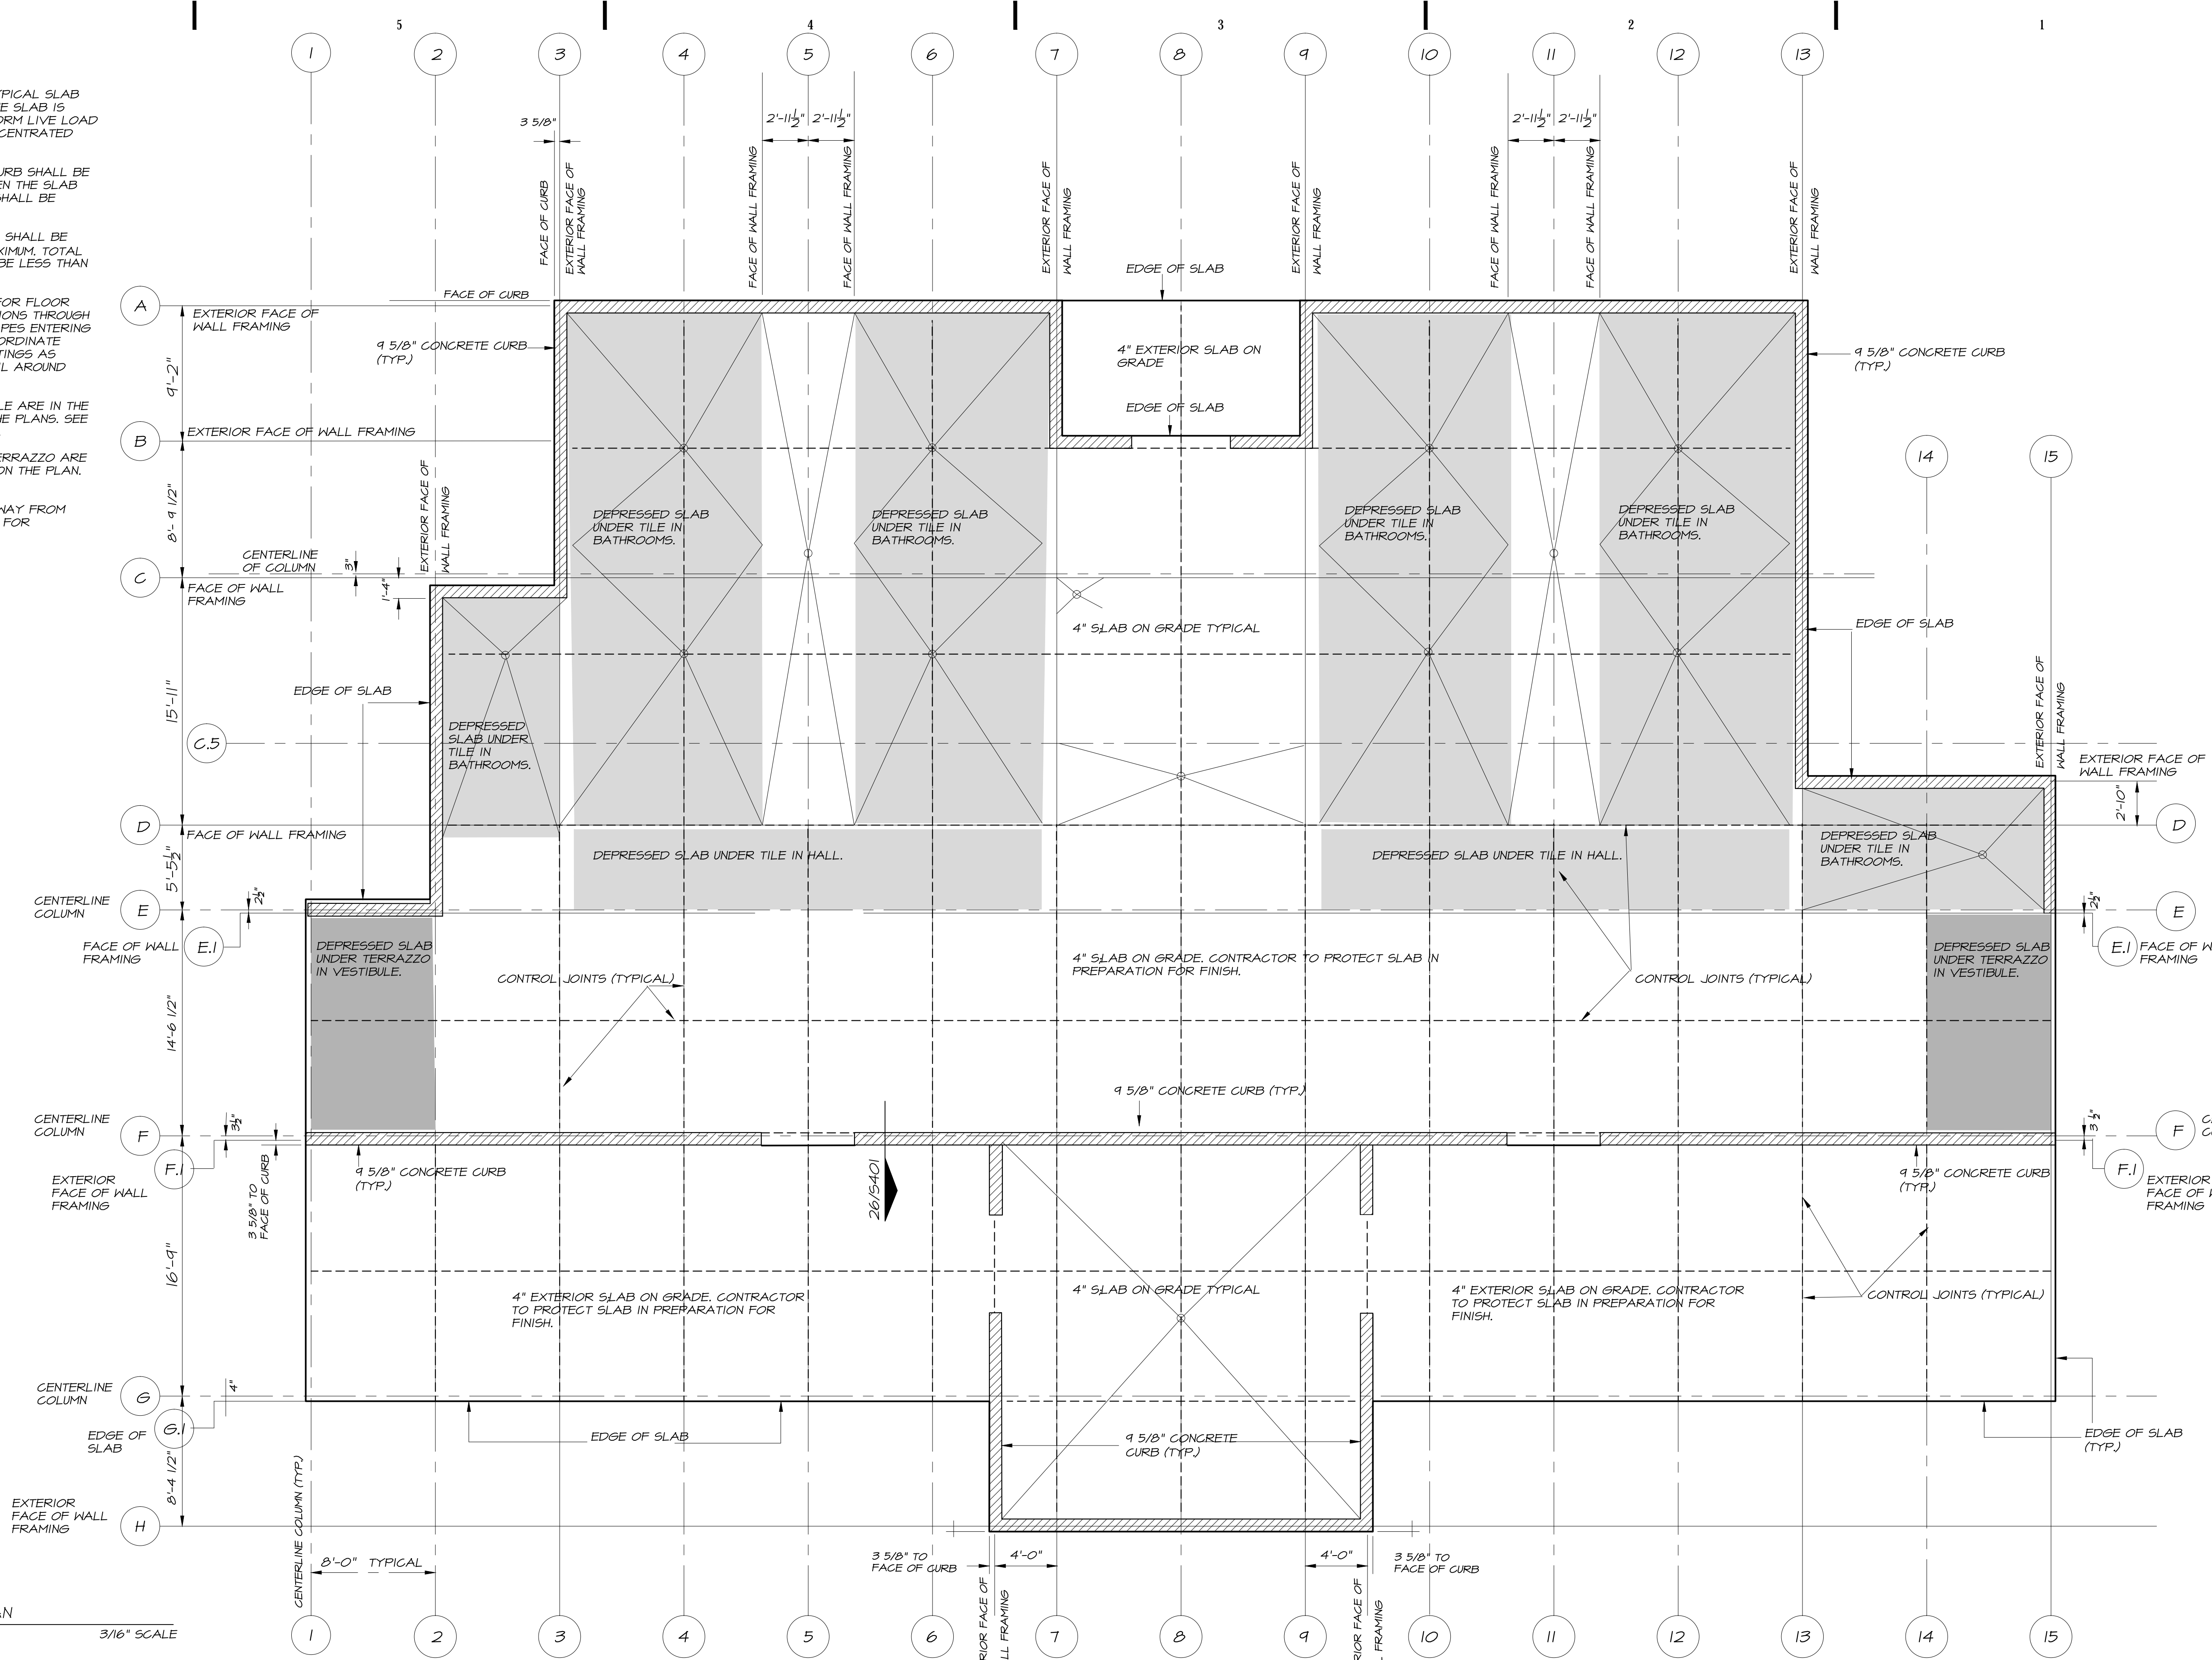 5
4
3
2
1
1
2
3
4
5
6
7
8
9
10
11
12
13
YPICAL SLAB
E SLAB IS
ORM LIVE LOAD
CENTRATED
URB SHALL BE
EN THE SLAB
SHALL BE
SHALL BE
XIMUM. TOTAL
BE LESS THAN
FOR FLOOR
IONS THROUGH
PES ENTERING
ORDINATE
TINGS AS
L AROUND
LE ARE IN THE
HE PLANS. SEE
ERRAZZO ARE
ON THE PLAN.
WAY FROM
FOR
3 5/8"
2'-11½"
2'-11½"
2'-11½"
2'-11½"
FACE OF CURB
EXTERIOR FACE OF
WALL FRAMING
FACE OF WALL FRAMING
FACE OF WALL FRAMING
EXTERIOR FACE OF
WALL FRAMING
EXTERIOR FACE OF
WALL FRAMING
FACE OF WALL FRAMING
FACE OF WALL FRAMING
EXTERIOR FACE OF
WALL FRAMING
EDGE OF SLAB
FACE OF CURB
A
EXTERIOR FACE OF
WALL FRAMING
9 5/8" CONCRETE CURB
(TYP.)
4" EXTERIOR SLAB ON
GRADE
9 5/8" CONCRETE CURB
(TYP.)
9'-2"
EDGE OF SLAB
B
EXTERIOR FACE OF WALL FRAMING
14
15
8'- 9 1/2"
EXTERIOR FACE OF
WALL FRAMING
DEPRESSED SLAB
UNDER TILE IN
BATHROOMS.
DEPRESSED SLAB
UNDER TILE IN
BATHROOMS.
DEPRESSED SLAB
UNDER TILE IN
BATHROOMS.
DEPRESSED SLAB
UNDER TILE IN
BATHROOMS.
CENTERLINE
OF COLUMN
3"
1'-4"
C
FACE OF WALL
FRAMING
4" SLAB ON GRADE TYPICAL
EDGE OF SLAB
EDGE OF SLAB
15'-11"
DEPRESSED
SLAB UNDER
TILE IN
BATHROOMS.
C.5
EXTERIOR FACE OF
WALL FRAMING
EXTERIOR FACE OF
WALL FRAMING
2'-10"
D
FACE OF WALL FRAMING
D
5'-5½"
DEPRESSED SLAB UNDER TILE IN HALL.
DEPRESSED SLAB UNDER TILE IN HALL.
DEPRESSED SLAB
UNDER TILE IN
BATHROOMS.
CENTERLINE
COLUMN
E
2½"
2½"
E
FACE OF WALL
FRAMING
E.1
E.1
FACE OF W
FRAMING
DEPRESSED SLAB
UNDER TERRAZZO
IN VESTIBULE.
CONTROL JOINTS (TYPICAL)
4" SLAB ON GRADE. CONTRACTOR TO PROTECT SLAB IN
PREPARATION FOR FINISH.
CONTROL JOINTS (TYPICAL)
DEPRESSED SLAB
UNDER TERRAZZO
IN VESTIBULE.
14'-6 1/2"
9 5/8" CONCRETE CURB (TYP.)
CENTERLINE
COLUMN
F
3½"
3 ½"
F
F.1
F.1
EXTERIOR
FACE OF WALL
FRAMING
3 5/8" TO
FACE OF CURB
9 5/8" CONCRETE CURB
(TYP.)
26/S401
9 5/8" CONCRETE CURB
(TYP.)
EXTERIOR
FACE OF W
FRAMING
16'-9"
4" EXTERIOR SLAB ON GRADE. CONTRACTOR
TO PROTECT SLAB IN PREPARATION FOR
FINISH.
4" SLAB ON GRADE TYPICAL
4" EXTERIOR SLAB ON GRADE. CONTRACTOR
TO PROTECT SLAB IN PREPARATION FOR
FINISH.
CONTROL JOINTS (TYPICAL)
CENTERLINE
COLUMN
G
4"
G.1
EDGE OF
SLAB
EDGE OF SLAB
9 5/8" CONCRETE
CURB (TYP.)
EDGE OF SLAB
(TYP.)
8'-4 1/2"
CENTERLINE COLUMN (TYP.)
EXTERIOR
FACE OF WALL
FRAMING
H
8'-0" TYPICAL
3 5/8" TO
FACE OF CURB
4'-0"
4'-0"
3 5/8" TO
FACE OF CURB
RIOR FACE OF
LL FRAMING
RIOR FACE OF
L FRAMING
AN
3/16" SCALE
1
2
3
4
5
6
7
8
9
10
11
12
13
14
15